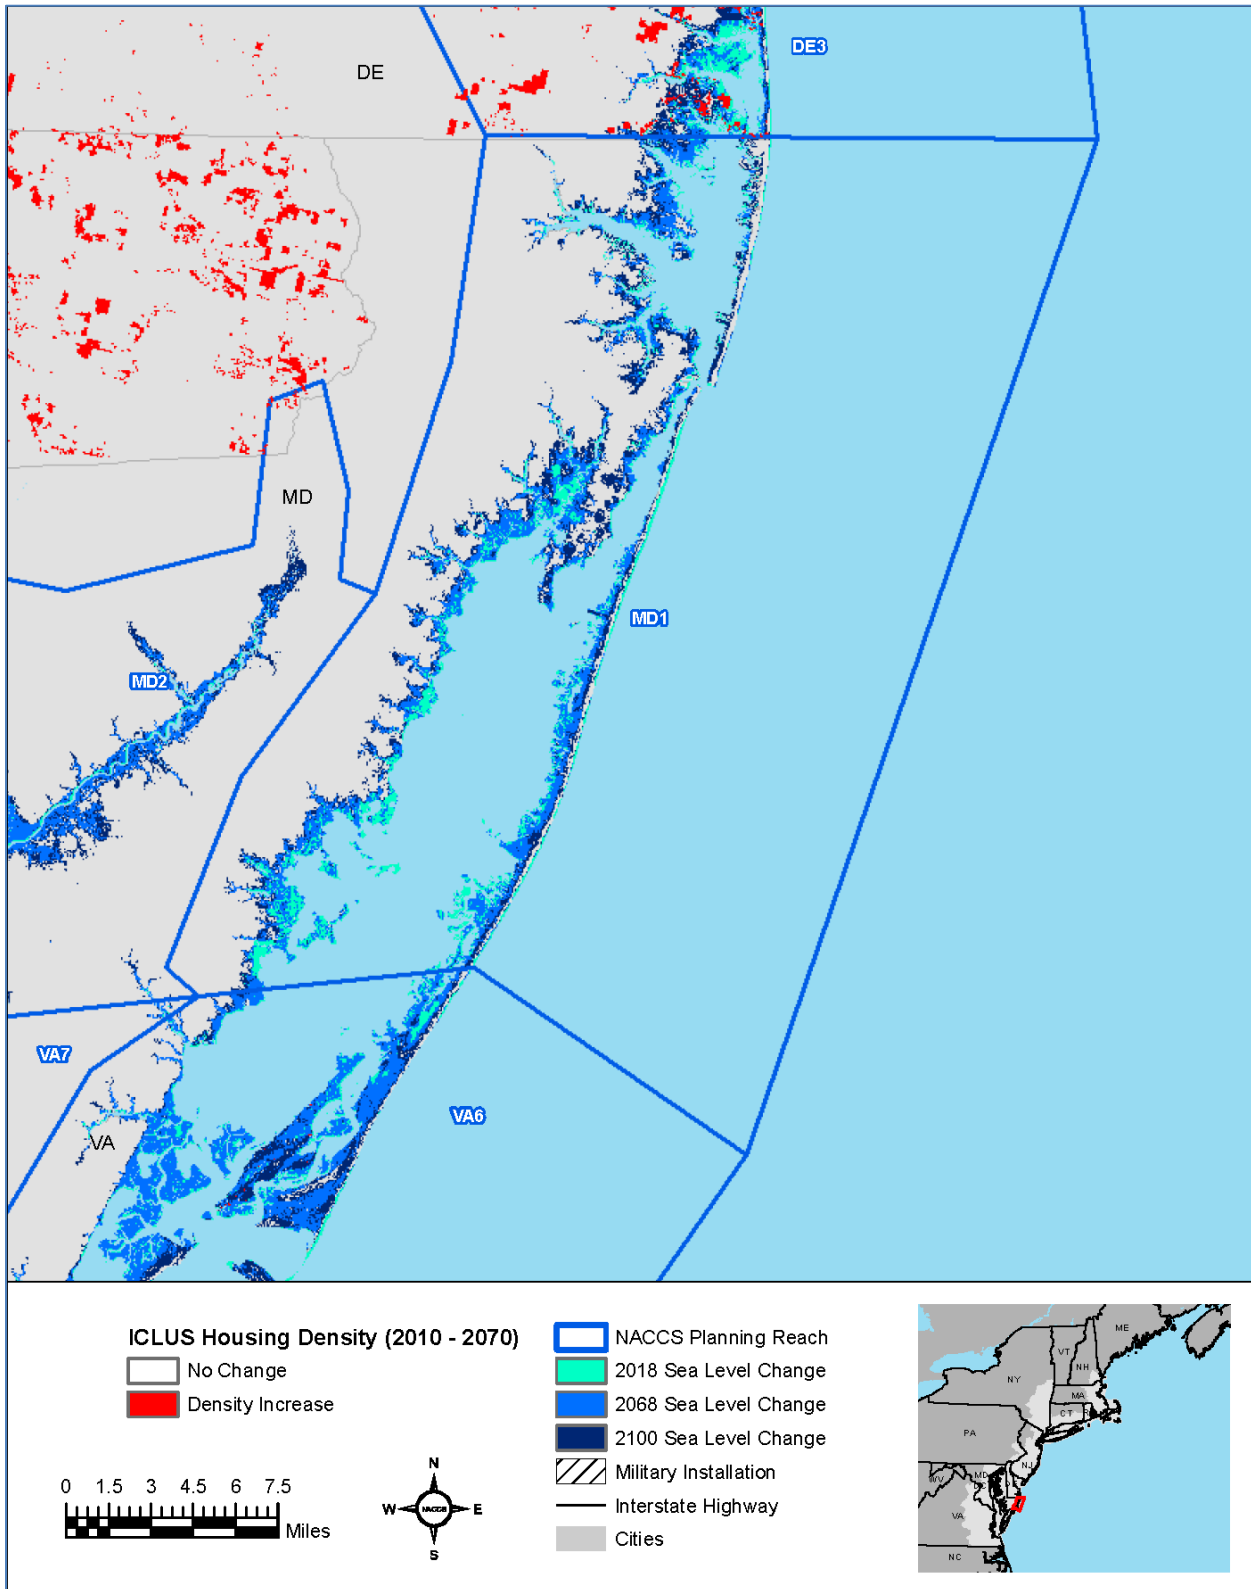 DE3
DE
MD
MD1
MD2
VA7
VA6
VA
ICLUS Housing Density (2010 - 2070)
No Change
Density Increase
NACCS Planning Reach
2018 Sea Level Change
2068 Sea Level Change
2100 Sea Level Change
Military Installation
Interstate Highway
Cities
0 1.5 3 4.5 6 7.5
Miles
N
W NACCS E
S
ME
VT
NH
NY
MA
CT
PA
NJ
MD
WV
VA
NC